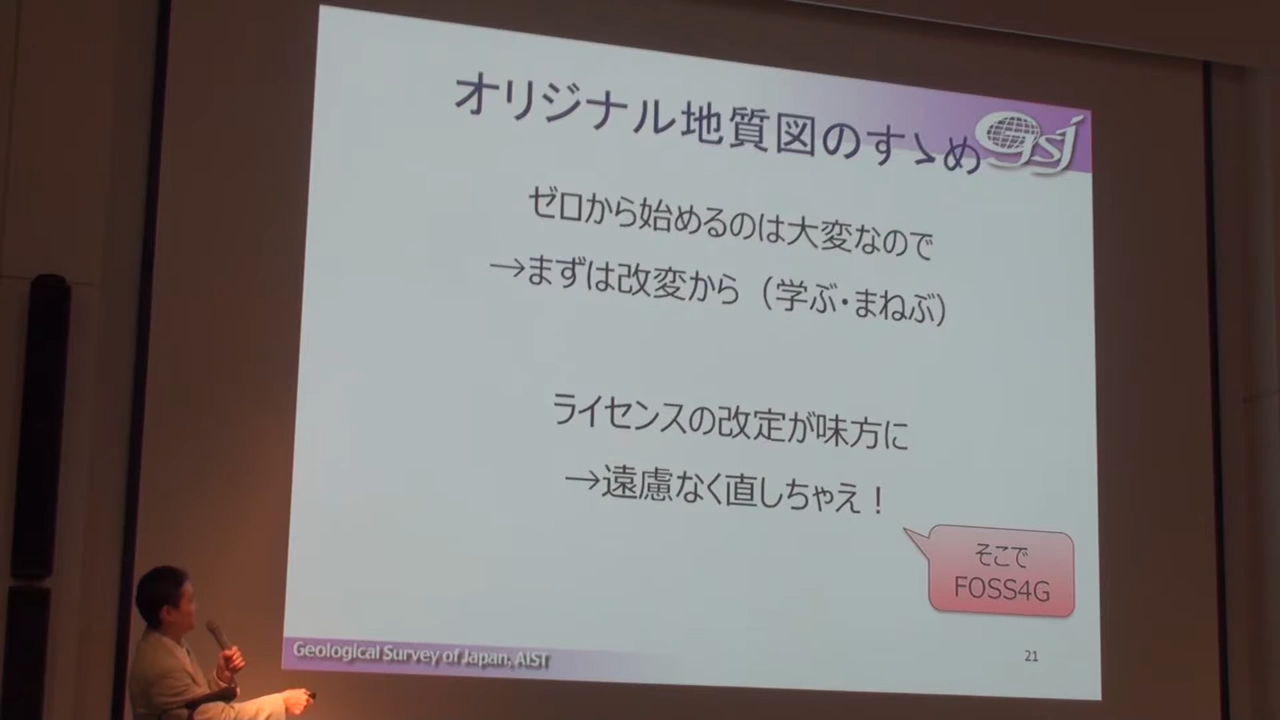 オリジナル地質図のすゝめ
GSJ
ゼロから始めるのは大変なので
→まずは改変から（学ぶ・まねぶ）
ライセンスの改定が味方に
→遠慮なく直しちゃえ！
そこで
FOSS4G
Geological Survey of Japan, AIST
21